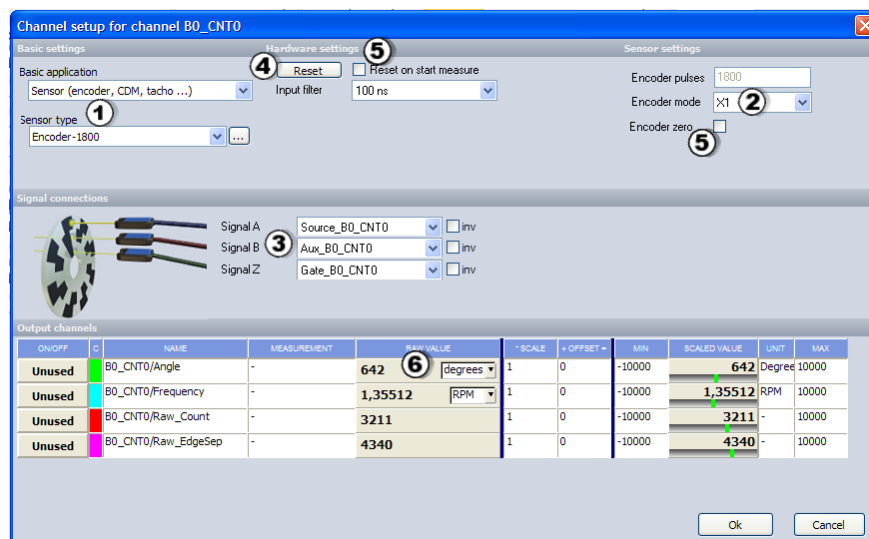 Channel setup for channel B0_CNT0
Basic settings
Hardware settings
Sensor settings
5
4
Reset
Reset on start measure
Basic application
Sensor (encoder, CDM, tacho ...)
Input filter
100 ns
Encoder pulses
1800
Encoder mode
X1
2
1
Sensor type
Encoder-1800
...
Encoder zero
5
Signal connections
Signal A
Source_B0_CNT0
inv
Signal B
3
Aux_B0_CNT0
inv
Signal Z
Gate_B0_CNT0
inv
Output channels
ON/OFF C NAME MEASUREMENT RAW VALUE * SCALE + OFFSET = MIN SCALED VALUE UNIT MAX
Unused B0_CNT0/Angle - 642 6 degrees 1 0 -10000 642 Degree 10000
Unused B0_CNT0/Frequency - 1,35512 RPM 1 0 -10000 1,35512 RPM 10000
Unused B0_CNT0/Raw_Count - 3211 1 0 -10000 3211 - 10000
Unused B0_CNT0/Raw_EdgeSep - 4340 1 0 -10000 4340 - 10000
Ok
Cancel